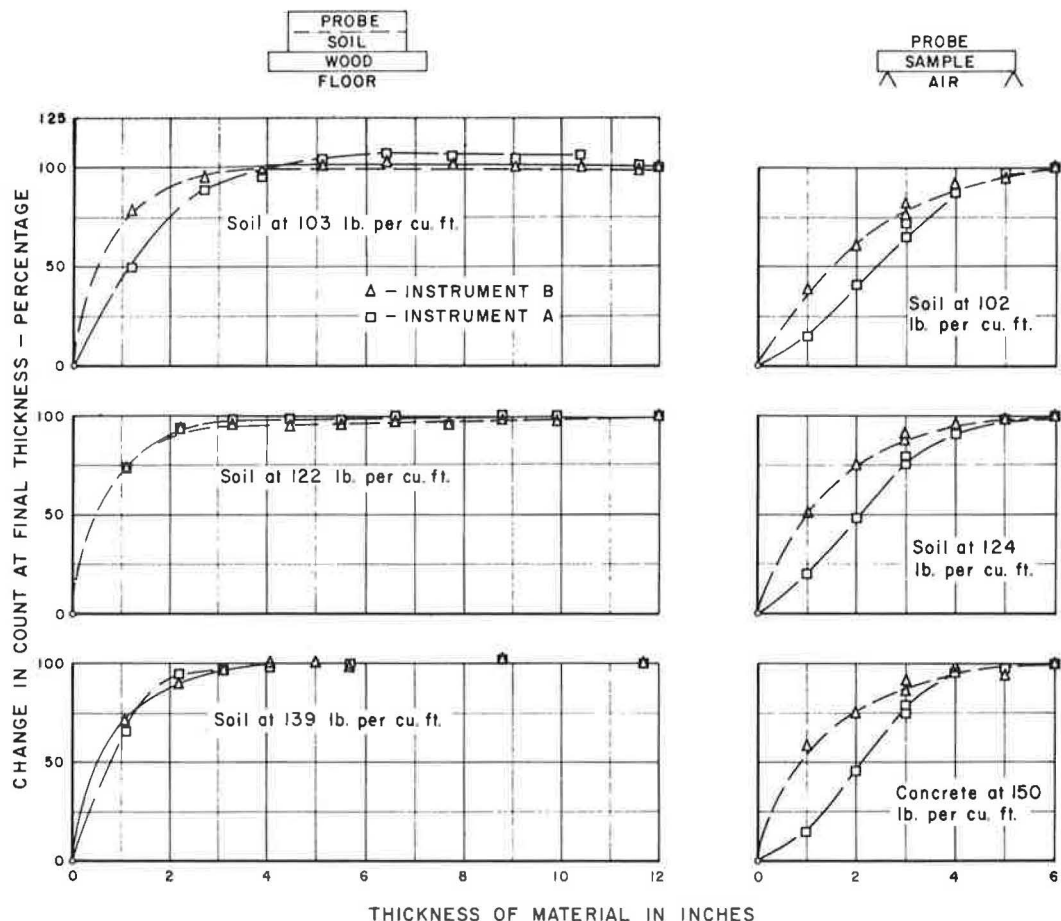 PROBE
SOIL
WOOD
FLOOR
PROBE
SAMPLE
AIR
CHANGE IN COUNT AT FINAL THICKNESS – PERCENTAGE
125
100
50
0
Soil at 103 lb. per cu. ft.
△ – INSTRUMENT B
□ – INSTRUMENT A
Soil at 102
lb. per cu. ft.
100
50
0
Soil at 122 lb. per cu. ft.
Soil at 124
lb. per cu. ft.
100
50
0
Soil at 139 lb. per cu. ft.
Concrete at 150
lb. per cu. ft.
0 2 4 6 8 10 12
0 2 4 6
THICKNESS OF MATERIAL IN INCHES